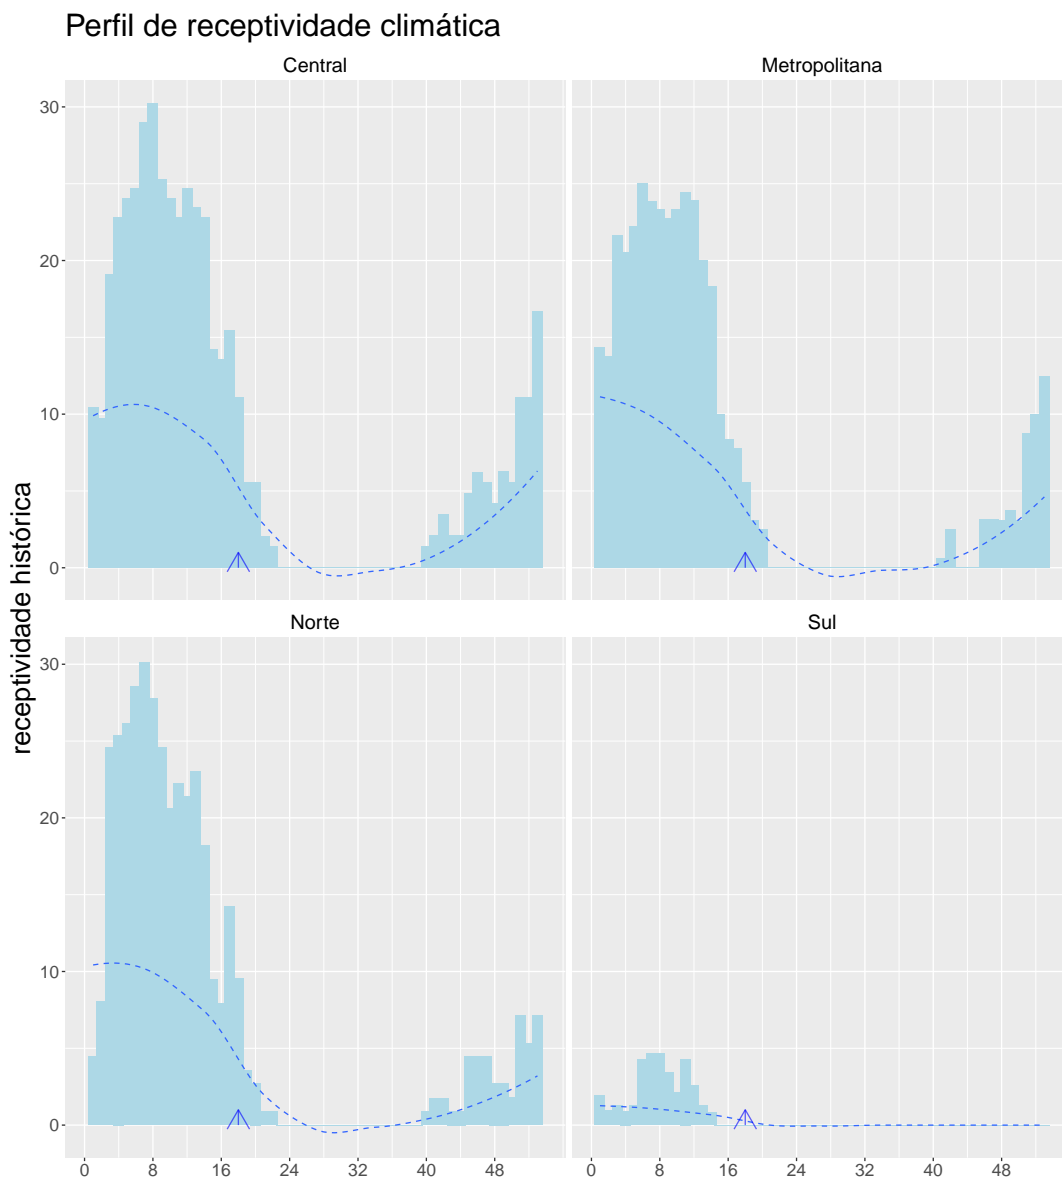 Perfil de receptividade climática
Central
Metropolitana
30
20
10
0
Norte
Sul
receptividade histórica
30
20
10
0
0 8 16 24 32 40 48
0 8 16 24 32 40 48